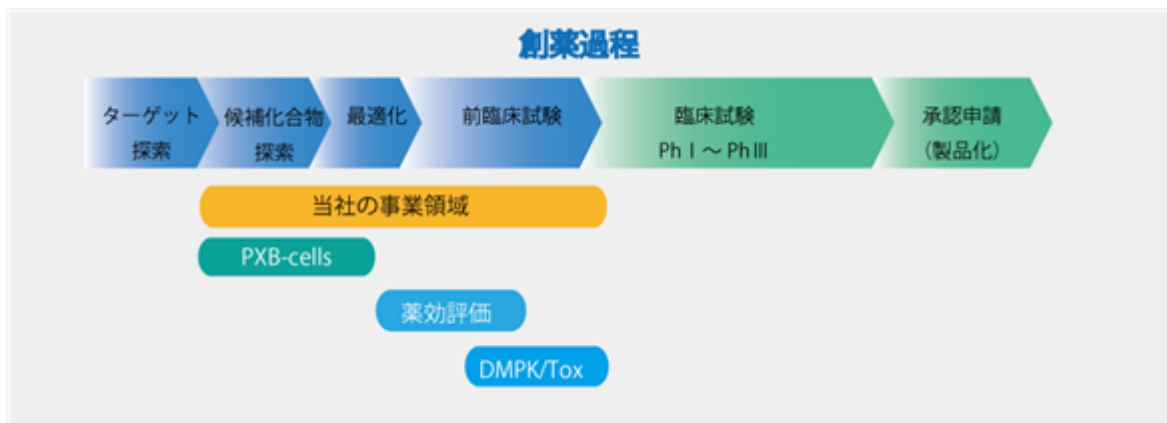 創薬過程
ターゲット
探索
候補化合物
探索
最適化
前臨床試験
臨床試験
Ph I ~ Ph III
承認申請
(製品化)
当社の事業領域
PXB-cells
薬効評価
DMPK/Tox